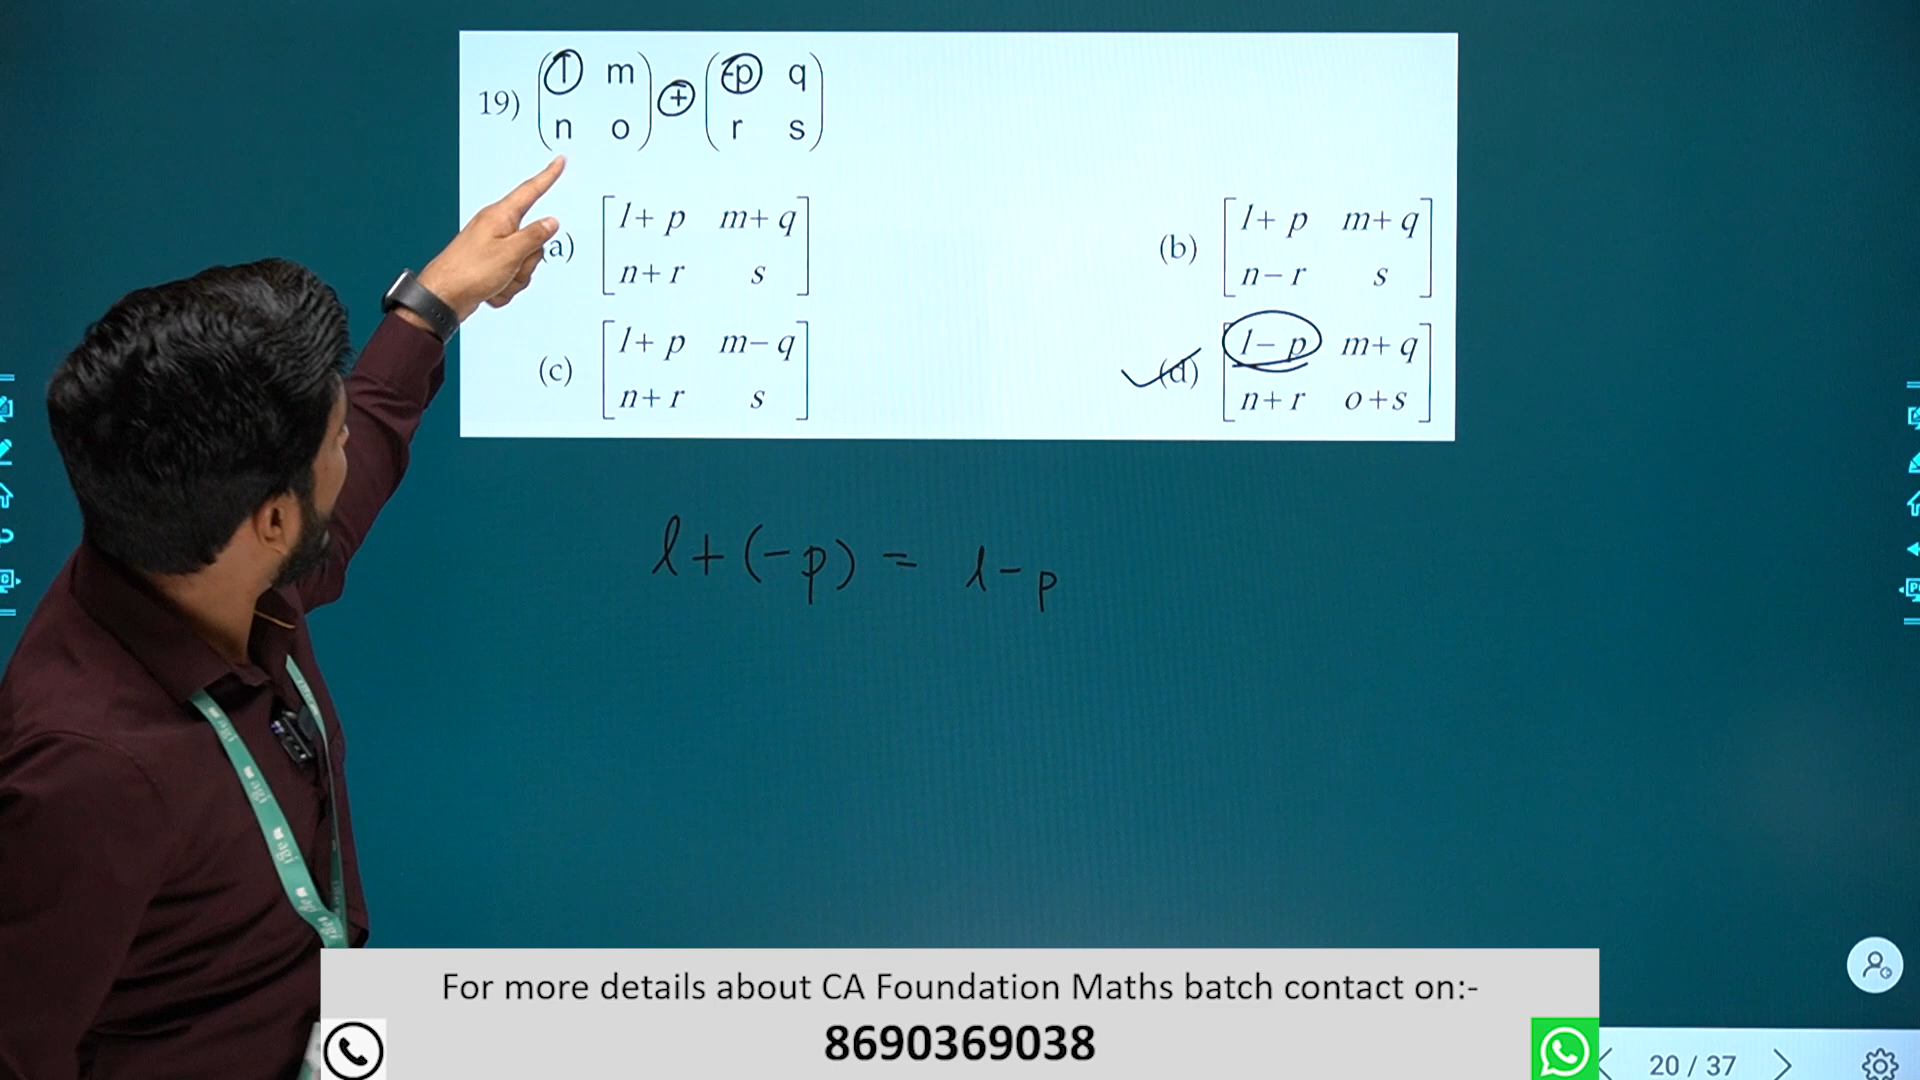 19) ( l m ) + ( -p q )
( n o ) ( r s )
(a) [ l+ p m+ q ]
[ n+ r s ]
(b) [ l+ p m+ q ]
[ n− r s ]
(c) [ l+ p m− q ]
[ n+ r s ]
(d) [ l− p m+ q ]
[ n+ r o+s ]
l + (-p) = l - p
For more details about CA Foundation Maths batch contact on:-
8690369038
20 / 37